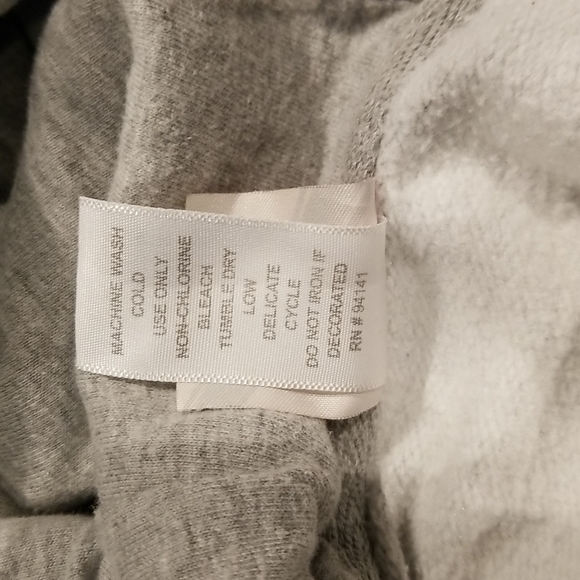 MACHINE WASH
COLD
USE ONLY
NON-CHLORINE
BLEACH
TUMBLE DRY
LOW
DELICATE
CYCLE
DO NOT IRON IF
DECORATED
RN # 94141